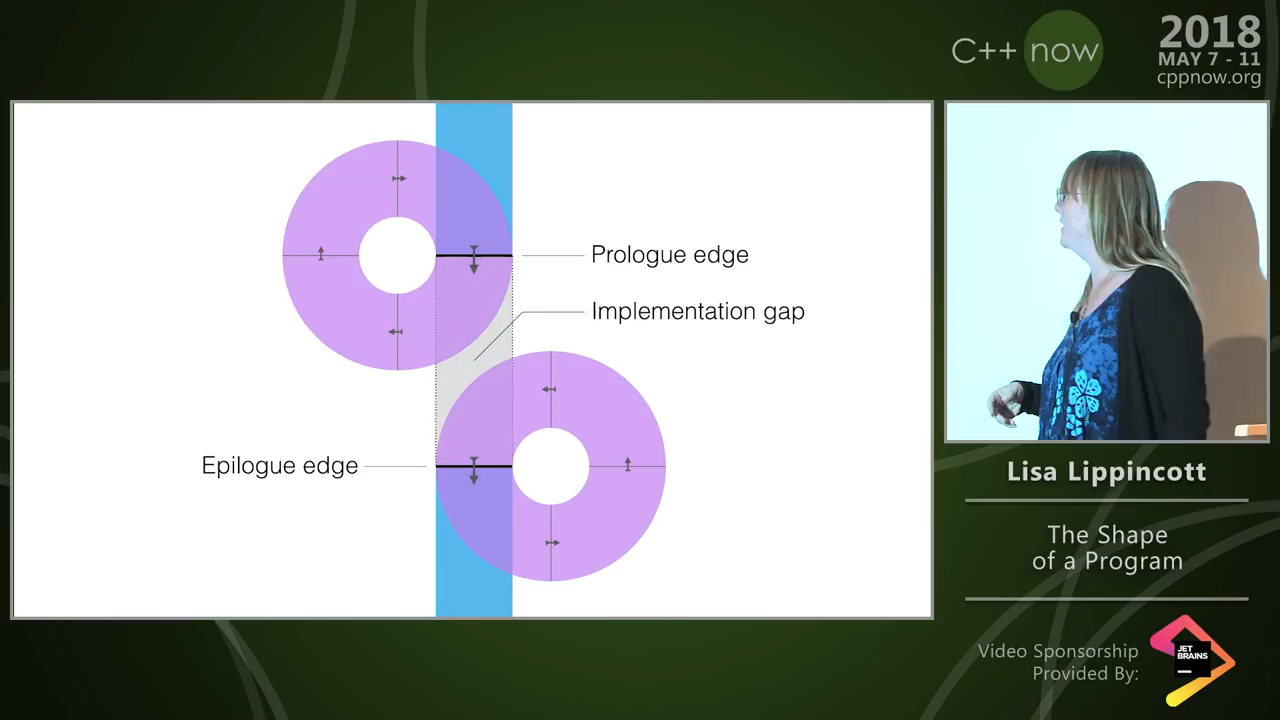 C++ now
2018
MAY 7 - 11
cppnow.org
Prologue edge
Implementation gap
Epilogue edge
Lisa Lippincott
The Shape
of a Program
Video Sponsorship
Provided By:
JET
BRAINS